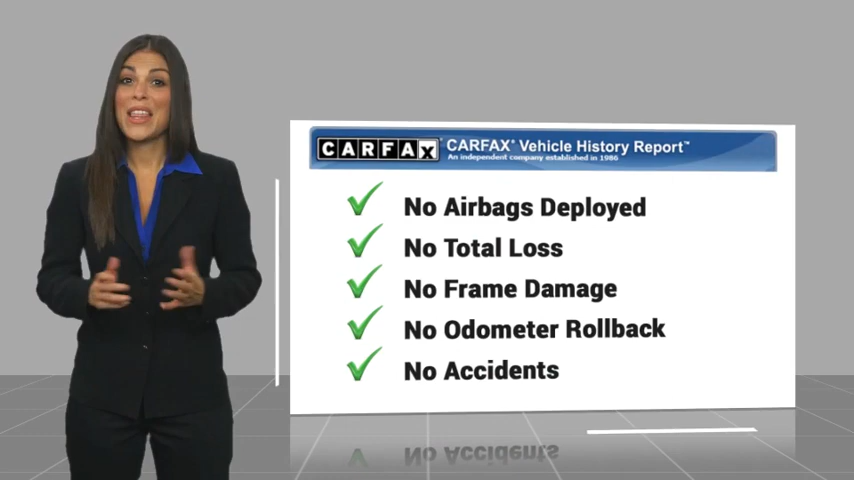 CARFAX CARFAX® Vehicle History Report™
An independent company established in 1986
No Airbags Deployed
No Total Loss
No Frame Damage
No Odometer Rollback
No Accidents
No Accidents